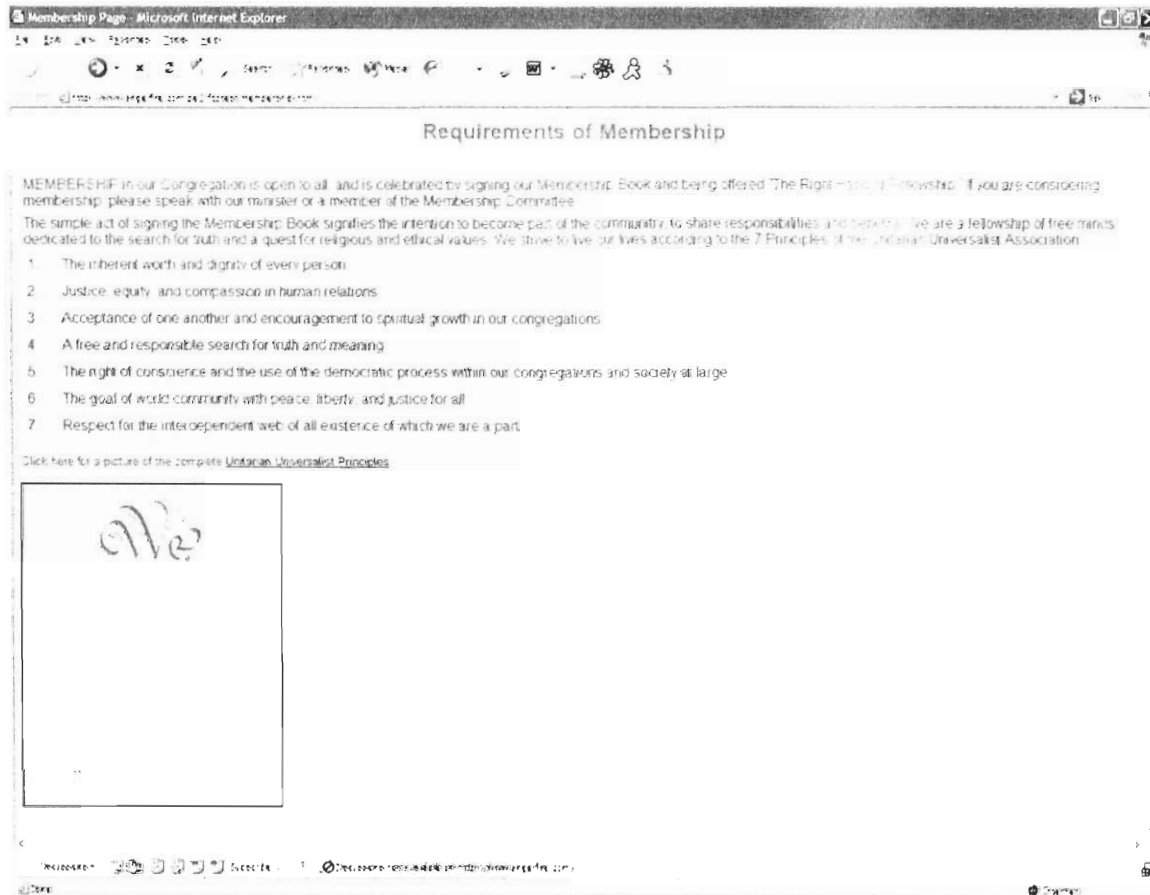 Membership Page - Microsoft Internet Explorer
Requirements of Membership
MEMBERSHIP in our Congregation is open to all, and is celebrated by signing our Membership Book and being offered "The Right Fellowship." If you are considering
membership, please speak with our minister or a member of the Membership Committee
The simple act of signing the Membership Book signifies the intention to become part of the community, to share responsibilities and We are a fellowship of free minds
dedicated to the search for truth and a quest for religious and ethical values. We strive to live our lives according to the 7 Principles of the Unitarian Universalist Association
1 The inherent worth and dignity of every person
2 Justice, equity, and compassion in human relations
3 Acceptance of one another and encouragement to spiritual growth in our congregations
4 A free and responsible search for truth and meaning
5 The right of conscience and the use of the democratic process within our congregations and society at large
6 The goal of world community with peace, liberty, and justice for all
7 Respect for the interdependent web of all existence of which we are a part
Click here for a picture of the complete Unitarian Universalist Principles
We